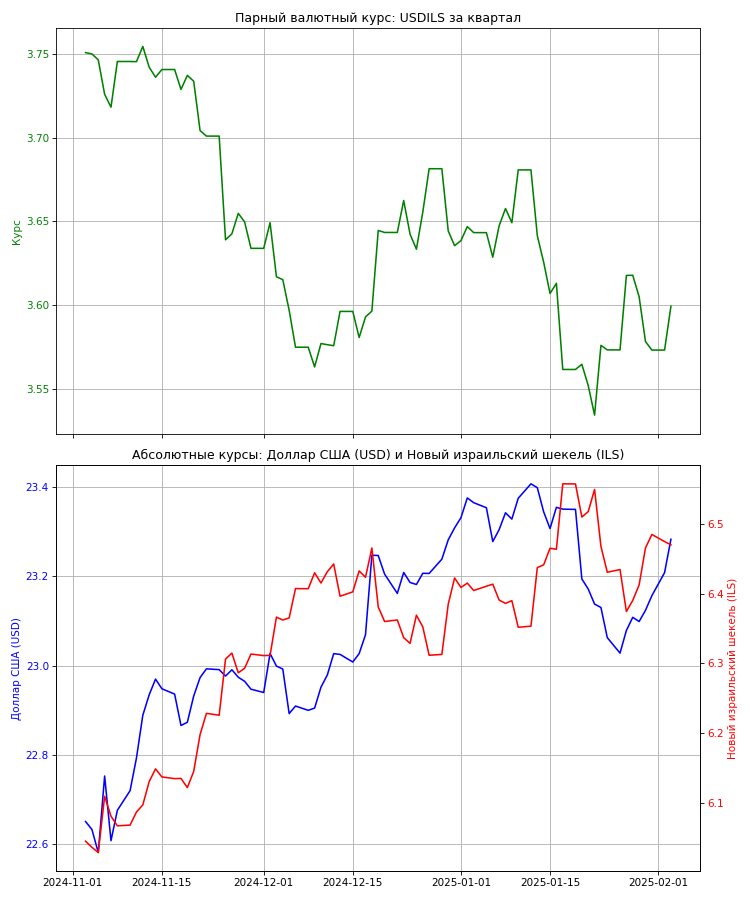 Парный валютный курс: USDILS за квартал
3.75
3.70
3.65
3.60
3.55
Курс
Абсолютные курсы: Доллар США (USD) и Новый израильский шекель (ILS)
23.4
23.2
23.0
22.8
22.6
Доллар США (USD)
6.5
6.4
6.3
6.2
6.1
Новый израильский шекель (ILS)
2024-11-01 2024-11-15 2024-12-01 2024-12-15 2025-01-01 2025-01-15 2025-02-01